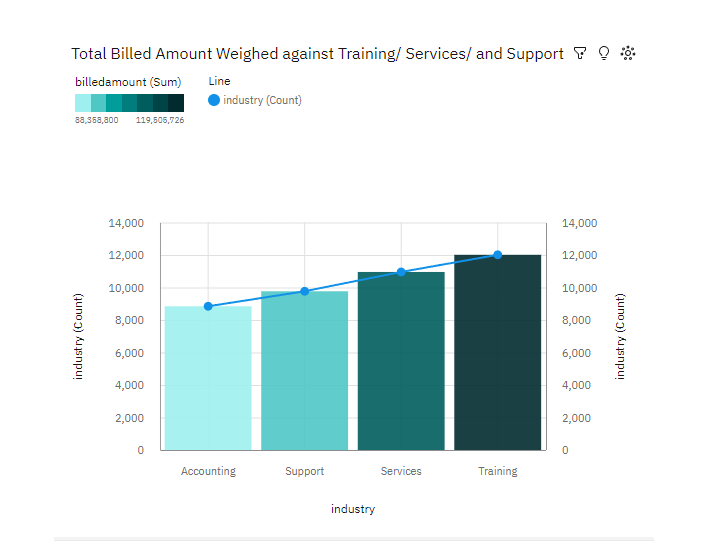 Total Billed Amount Weighed against Training/ Services/ and Support
billedamount (Sum)
88,358,800 119,505,726
Line
industry (Count)
14,000
12,000
10,000
8,000
6,000
4,000
2,000
0
industry (Count)
14,000
12,000
10,000
8,000
6,000
4,000
2,000
0
industry (Count)
Accounting Support Services Training
industry